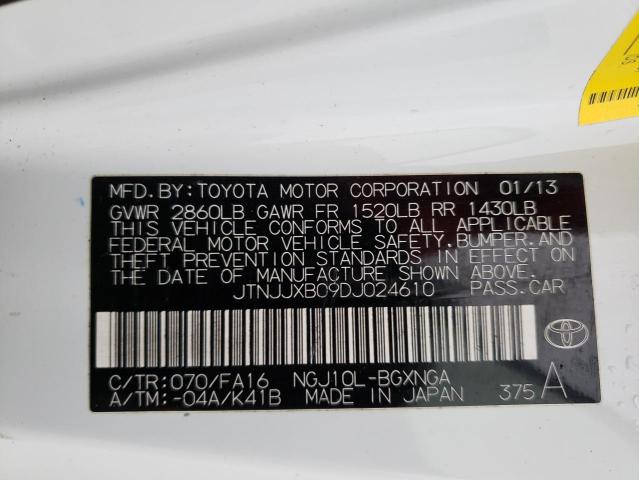 MFD. BY: TOYOTA MOTOR CORPORATION 01/13
GVWR 2860LB GAWR FR 1520LB RR 1430LB
THIS VEHICLE CONFORMS TO ALL APPLICABLE
FEDERAL MOTOR VEHICLE SAFETY, BUMPER, AND
THEFT PREVENTION STANDARDS IN EFFECT ON
THE DATE OF MANUFACTURE SHOWN ABOVE.
JTNJJXB09DJ024610 PASS. CAR
C/TR: 070/FA16 NGJ10L-BGXNGA
A/TM: -04A/K41B MADE IN JAPAN 375 A